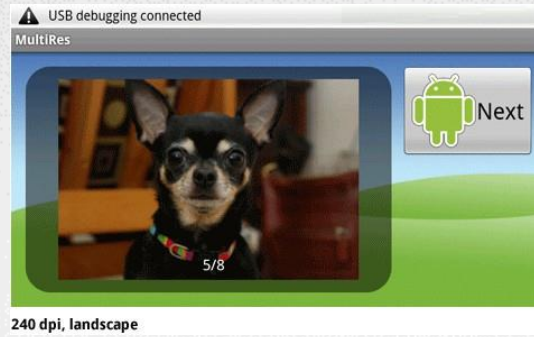 USB debugging connected
MultiRes
Next
5/8
240 dpi, landscape